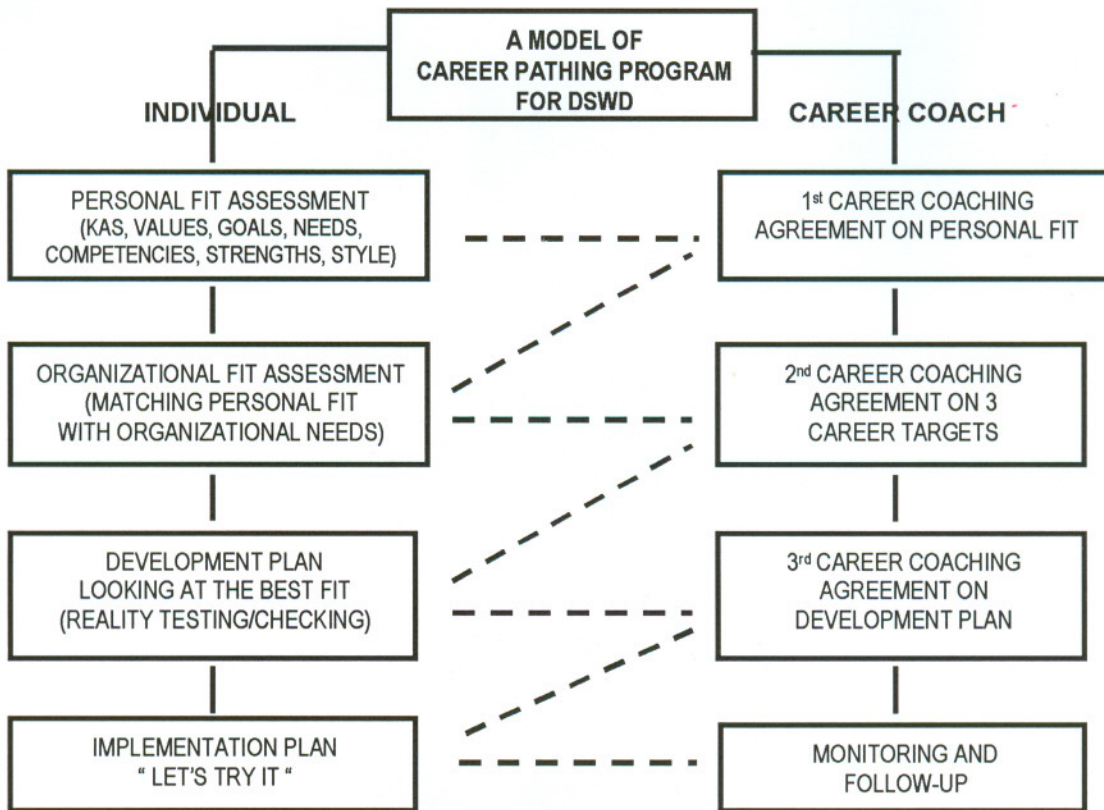 A MODEL OF
CAREER PATHING PROGRAM
FOR DSWD
INDIVIDUAL
CAREER COACH
PERSONAL FIT ASSESSMENT
(KAS, VALUES, GOALS, NEEDS,
COMPETENCIES, STRENGTHS, STYLE)
1st CAREER COACHING
AGREEMENT ON PERSONAL FIT
ORGANIZATIONAL FIT ASSESSMENT
(MATCHING PERSONAL FIT
WITH ORGANIZATIONAL NEEDS)
2nd CAREER COACHING
AGREEMENT ON 3
CAREER TARGETS
DEVELOPMENT PLAN
LOOKING AT THE BEST FIT
(REALITY TESTING/CHECKING)
3rd CAREER COACHING
AGREEMENT ON
DEVELOPMENT PLAN
IMPLEMENTATION PLAN
“ LET'S TRY IT “
MONITORING AND
FOLLOW-UP